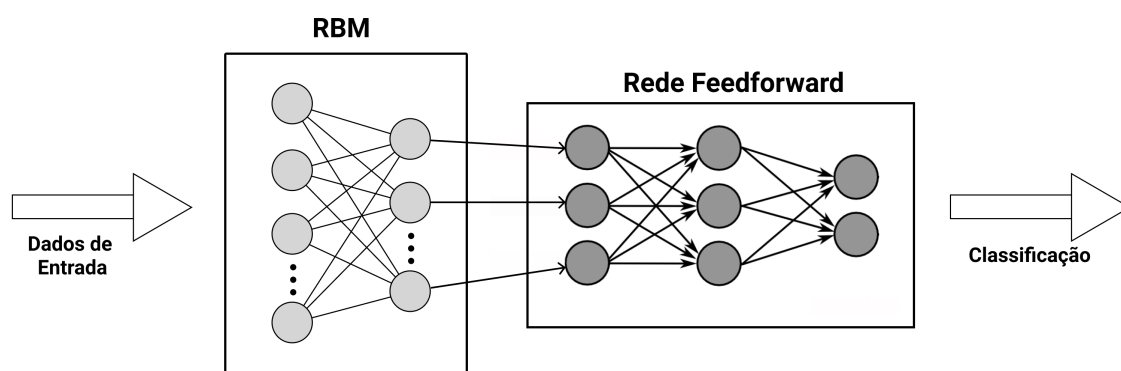 RBM
Rede Feedforward
Dados de
Entrada
Classificação